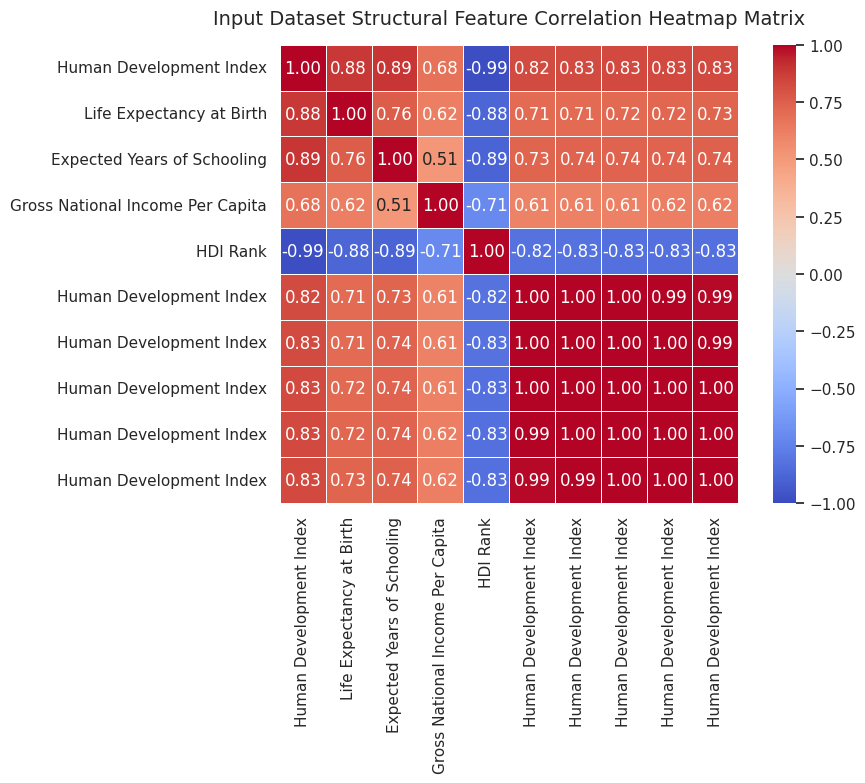 Input Dataset Structural Feature Correlation Heatmap Matrix
Human Development Index 1.00 0.88 0.89 0.68 -0.99 0.82 0.83 0.83 0.83 0.83
Life Expectancy at Birth 0.88 1.00 0.76 0.62 -0.88 0.71 0.71 0.72 0.72 0.73
Expected Years of Schooling 0.89 0.76 1.00 0.51 -0.89 0.73 0.74 0.74 0.74 0.74
Gross National Income Per Capita 0.68 0.62 0.51 1.00 -0.71 0.61 0.61 0.61 0.62 0.62
HDI Rank -0.99 -0.88 -0.89 -0.71 1.00 -0.82 -0.83 -0.83 -0.83 -0.83
Human Development Index 0.82 0.71 0.73 0.61 -0.82 1.00 1.00 1.00 0.99 0.99
Human Development Index 0.83 0.71 0.74 0.61 -0.83 1.00 1.00 1.00 1.00 0.99
Human Development Index 0.83 0.72 0.74 0.61 -0.83 1.00 1.00 1.00 1.00 1.00
Human Development Index 0.83 0.72 0.74 0.62 -0.83 0.99 1.00 1.00 1.00 1.00
Human Development Index 0.83 0.73 0.74 0.62 -0.83 0.99 0.99 1.00 1.00 1.00
Human Development Index
Life Expectancy at Birth
Expected Years of Schooling
Gross National Income Per Capita
HDI Rank
Human Development Index
Human Development Index
Human Development Index
Human Development Index
Human Development Index
1.00
0.75
0.50
0.25
0.00
−0.25
−0.50
−0.75
−1.00